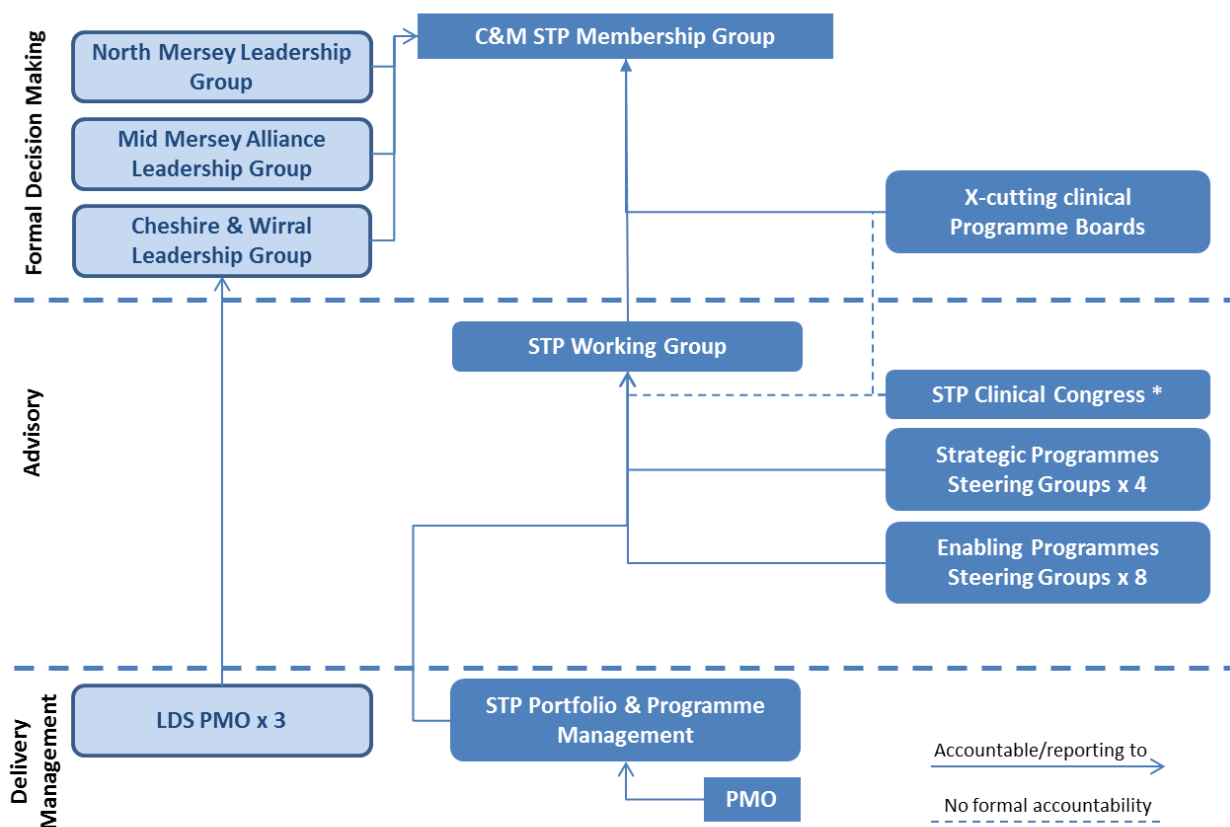 Formal Decision Making
North Mersey Leadership
Group
Mid Mersey Alliance
Leadership Group
Cheshire & Wirral
Leadership Group
C&M STP Membership Group
X-cutting clinical
Programme Boards
Advisory
STP Working Group
STP Clinical Congress *
Strategic Programmes
Steering Groups x 4
Enabling Programmes
Steering Groups x 8
Delivery
Management
LDS PMO x 3
STP Portfolio & Programme
Management
PMO
Accountable/reporting to
No formal accountability